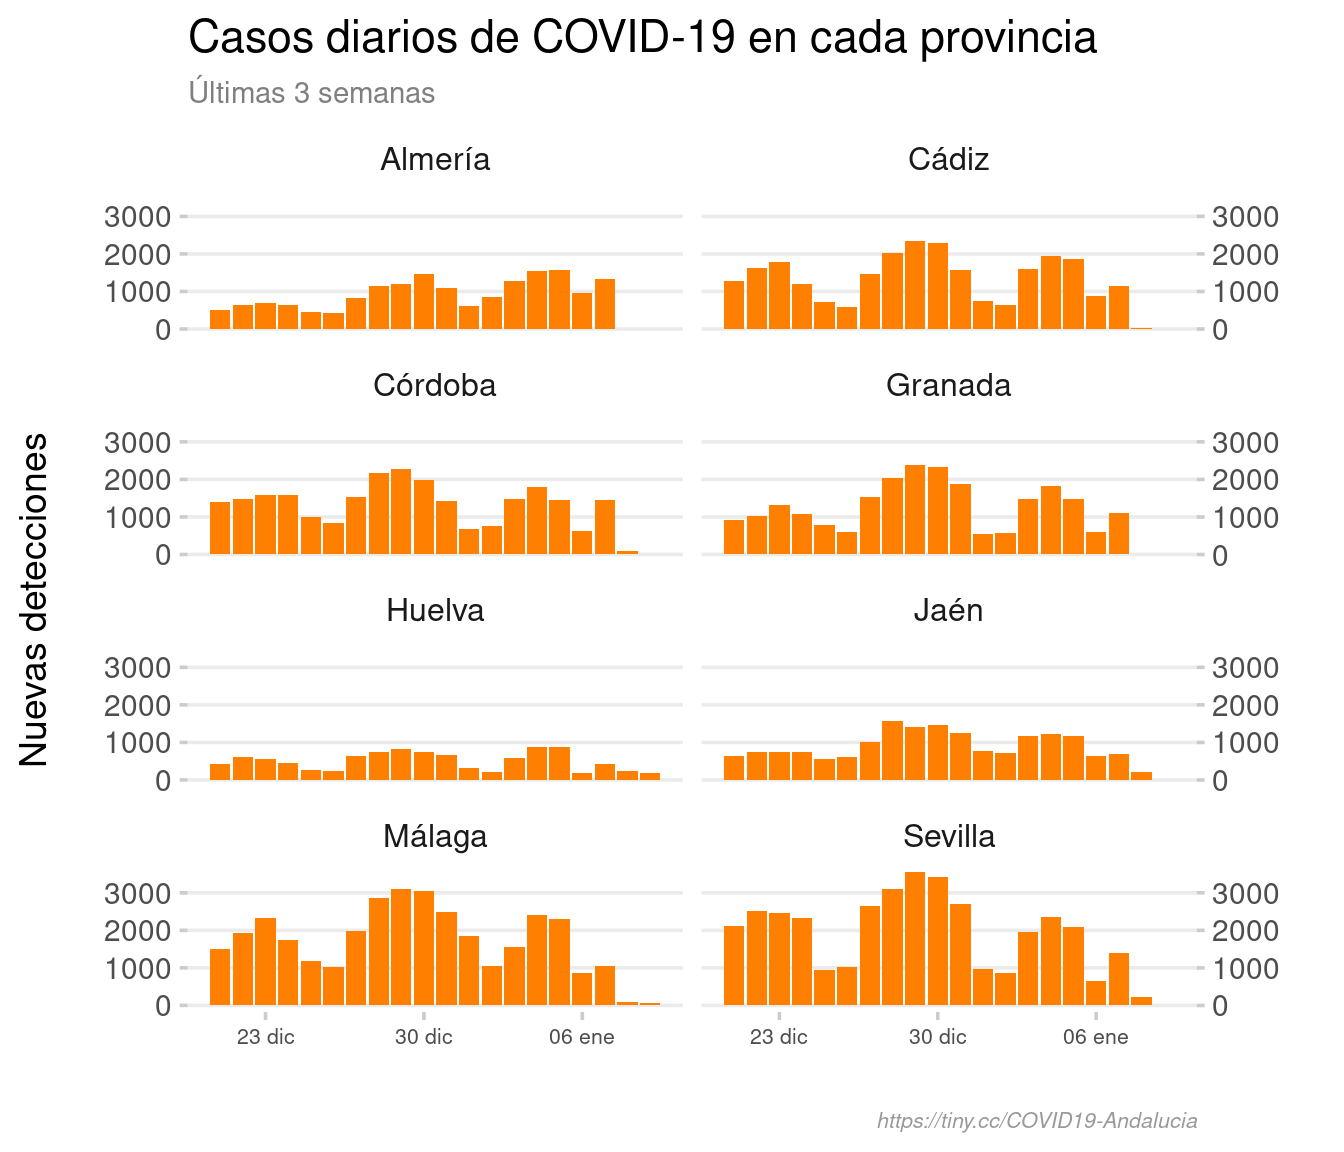 Casos diarios de COVID-19 en cada provincia
Últimas 3 semanas
Nuevas detecciones
Almería
Cádiz
3000
2000
1000
0
3000
2000
1000
0
Córdoba
Granada
3000
2000
1000
0
3000
2000
1000
0
Huelva
Jaén
3000
2000
1000
0
3000
2000
1000
0
Málaga
Sevilla
3000
2000
1000
0
3000
2000
1000
0
23 dic 30 dic 06 ene
23 dic 30 dic 06 ene
https://tiny.cc/COVID19-Andalucia